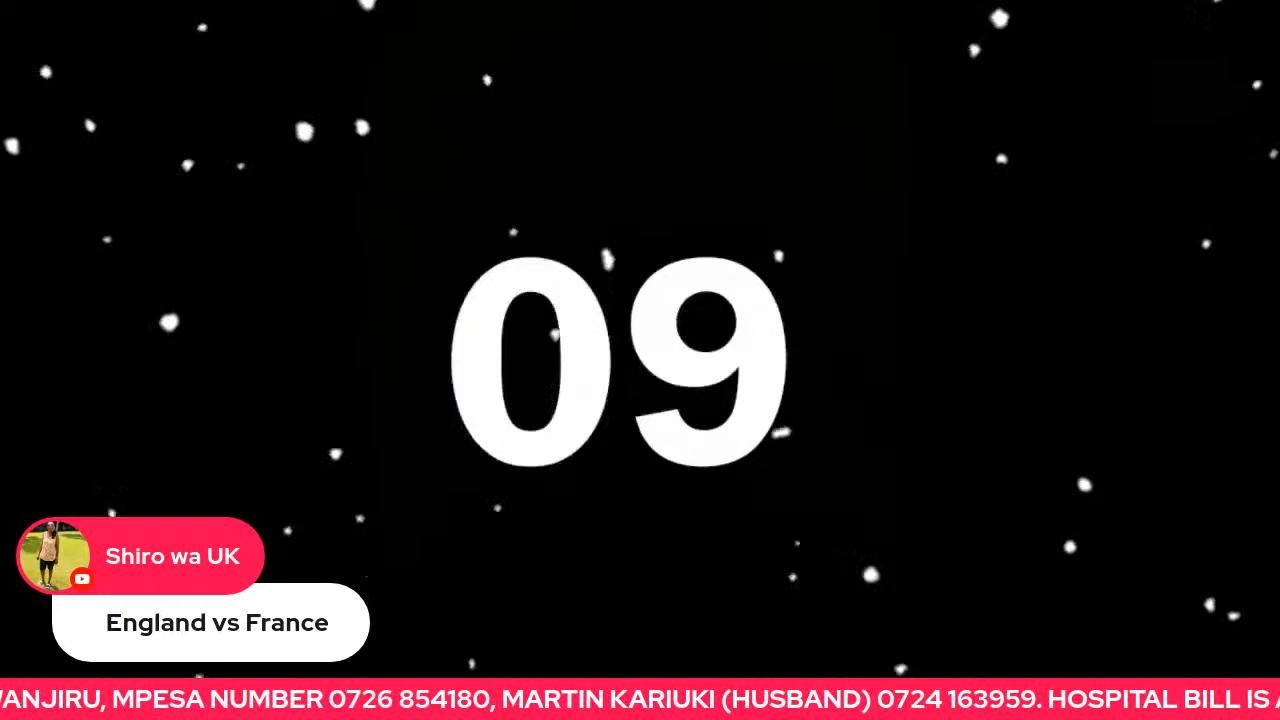 09
Shiro wa UK
England vs France
WANJIRU, MPESA NUMBER 0726 854180, MARTIN KARIUKI (HUSBAND) 0724 163959. HOSPITAL BILL IS